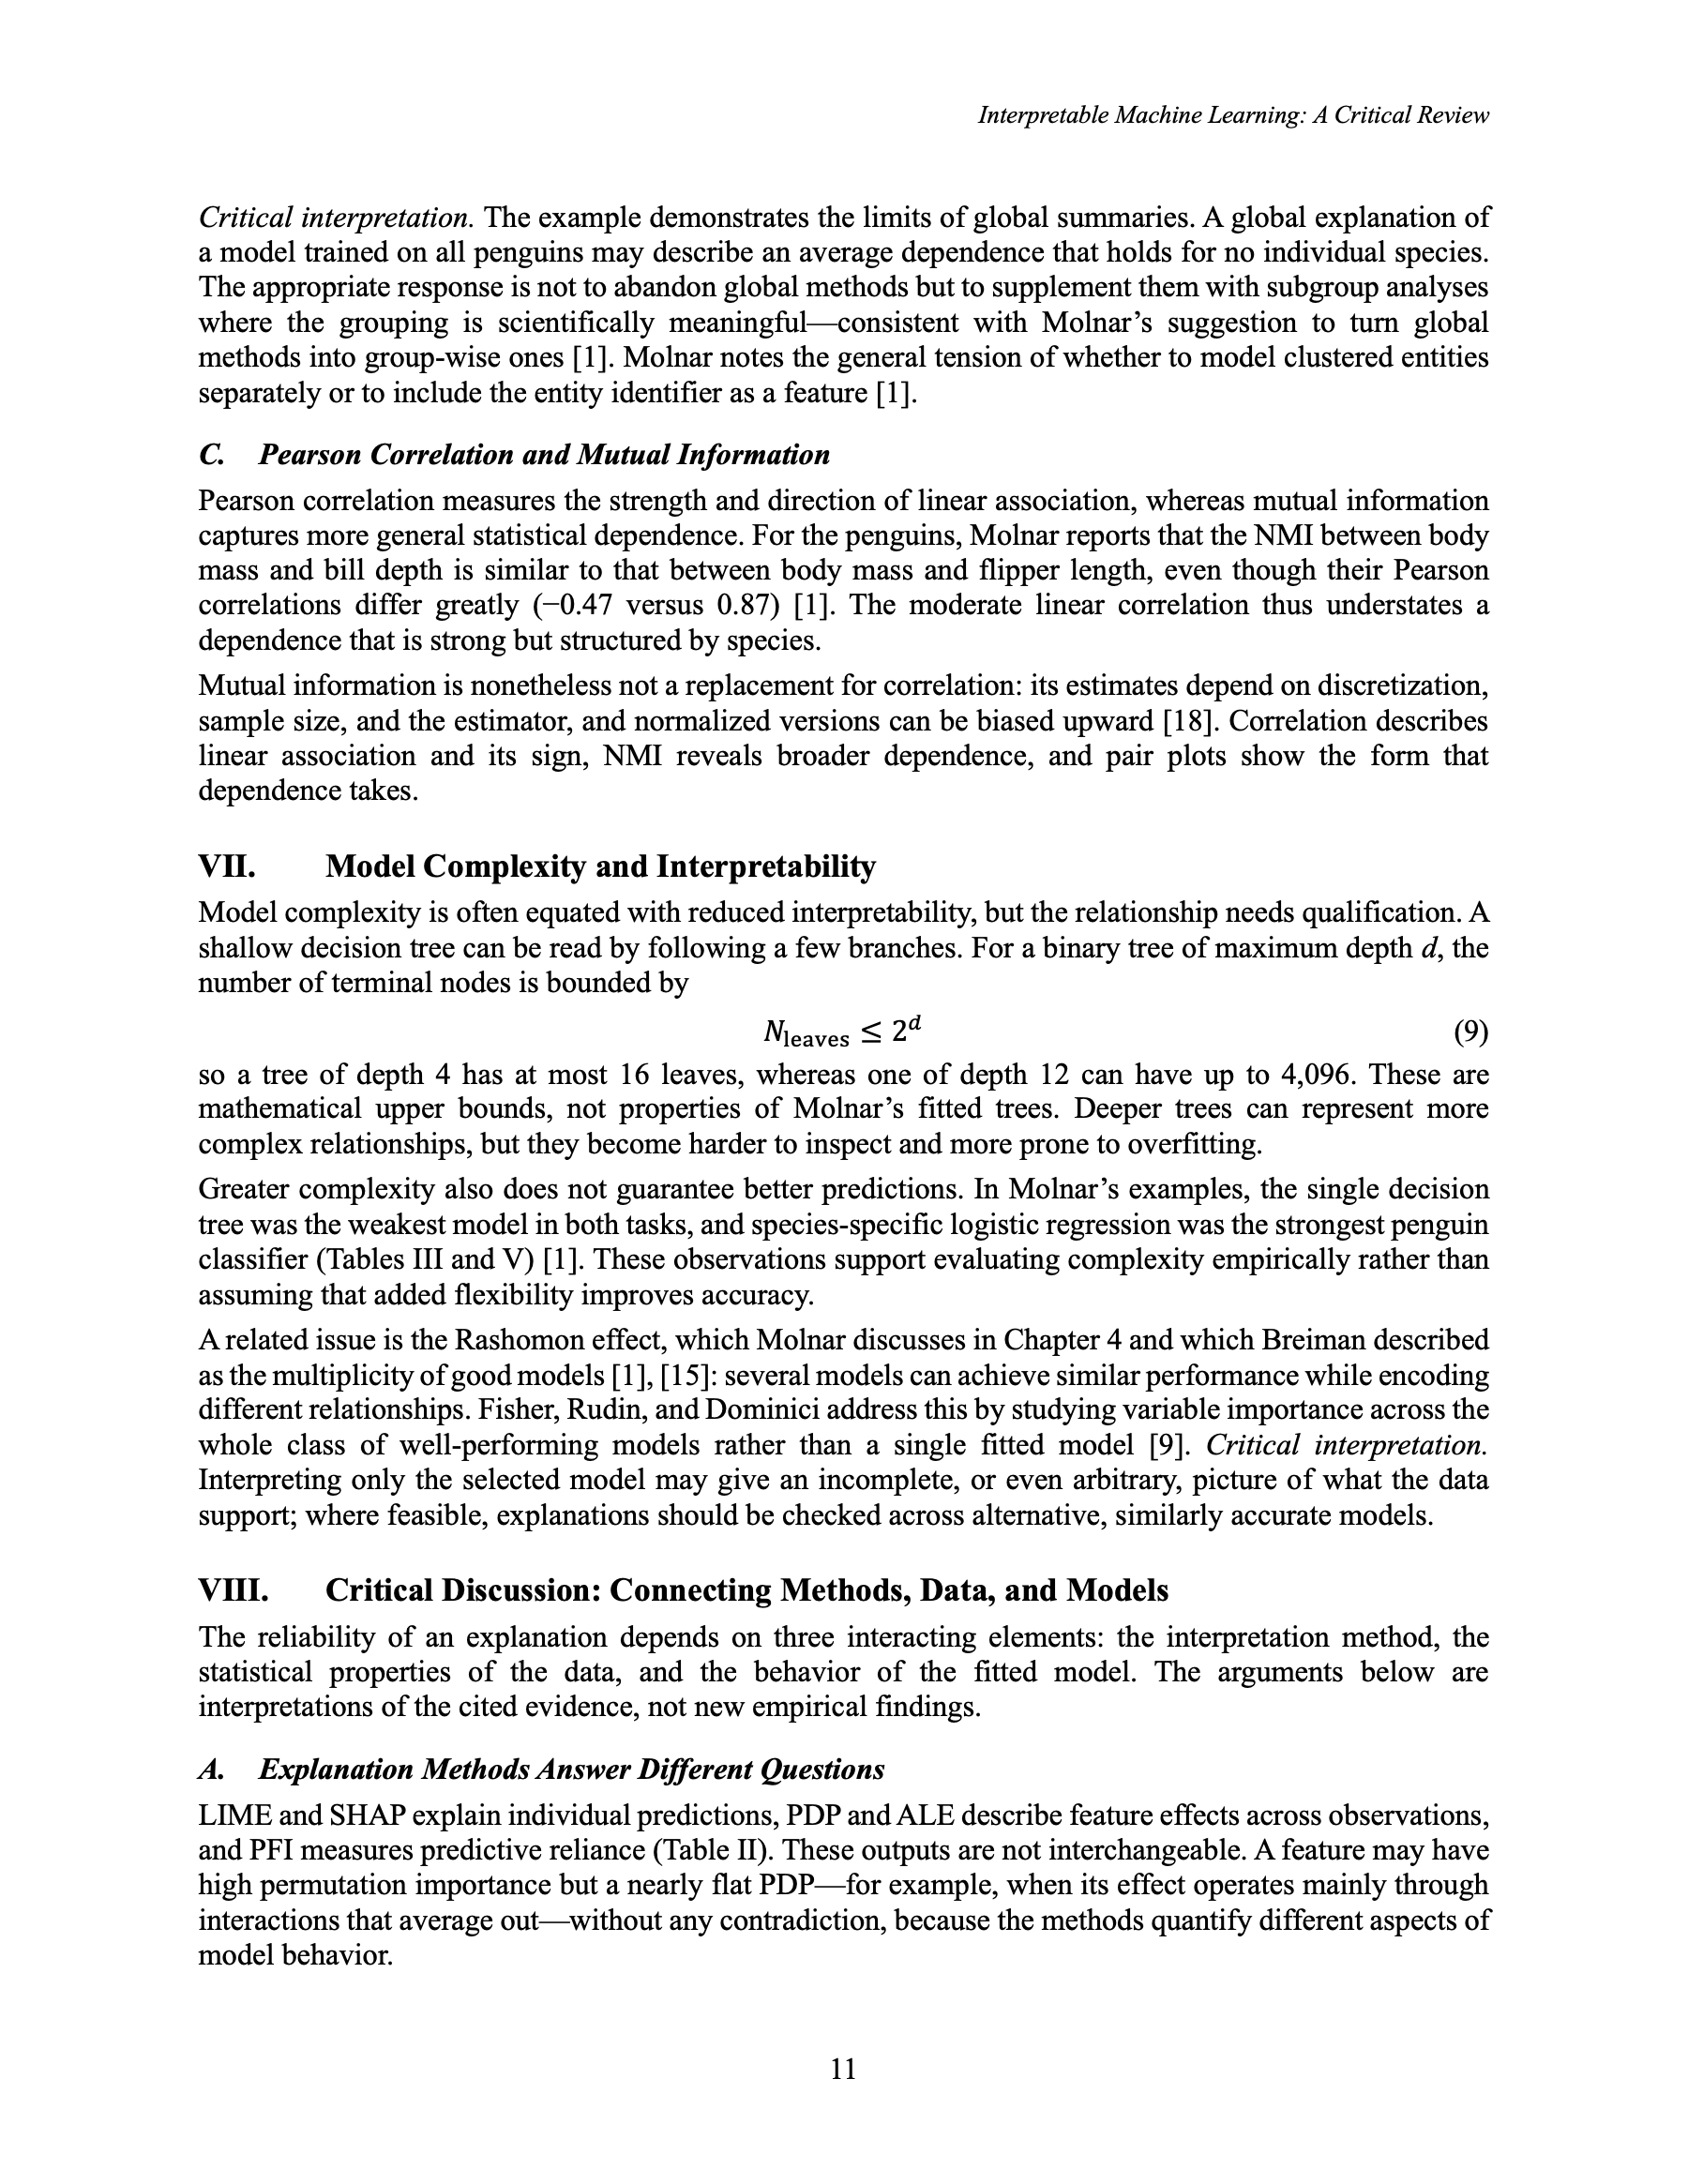 Interpretable Machine Learning: A Critical Review
Critical interpretation. The example demonstrates the limits of global summaries. A global explanation of
a model trained on all penguins may describe an average dependence that holds for no individual species.
The appropriate response is not to abandon global methods but to supplement them with subgroup analyses
where the grouping is scientifically meaningful—consistent with Molnar’s suggestion to turn global
methods into group-wise ones [1]. Molnar notes the general tension of whether to model clustered entities
separately or to include the entity identifier as a feature [1].
C. Pearson Correlation and Mutual Information
Pearson correlation measures the strength and direction of linear association, whereas mutual information
captures more general statistical dependence. For the penguins, Molnar reports that the NMI between body
mass and bill depth is similar to that between body mass and flipper length, even though their Pearson
correlations differ greatly (−0.47 versus 0.87) [1]. The moderate linear correlation thus understates a
dependence that is strong but structured by species.
Mutual information is nonetheless not a replacement for correlation: its estimates depend on discretization,
sample size, and the estimator, and normalized versions can be biased upward [18]. Correlation describes
linear association and its sign, NMI reveals broader dependence, and pair plots show the form that
dependence takes.
VII. Model Complexity and Interpretability
Model complexity is often equated with reduced interpretability, but the relationship needs qualification. A
shallow decision tree can be read by following a few branches. For a binary tree of maximum depth d, the
number of terminal nodes is bounded by
N_leaves ≤ 2^d (9)
so a tree of depth 4 has at most 16 leaves, whereas one of depth 12 can have up to 4,096. These are
mathematical upper bounds, not properties of Molnar’s fitted trees. Deeper trees can represent more
complex relationships, but they become harder to inspect and more prone to overfitting.
Greater complexity also does not guarantee better predictions. In Molnar’s examples, the single decision
tree was the weakest model in both tasks, and species-specific logistic regression was the strongest penguin
classifier (Tables III and V) [1]. These observations support evaluating complexity empirically rather than
assuming that added flexibility improves accuracy.
A related issue is the Rashomon effect, which Molnar discusses in Chapter 4 and which Breiman described
as the multiplicity of good models [1], [15]: several models can achieve similar performance while encoding
different relationships. Fisher, Rudin, and Dominici address this by studying variable importance across the
whole class of well-performing models rather than a single fitted model [9]. Critical interpretation.
Interpreting only the selected model may give an incomplete, or even arbitrary, picture of what the data
support; where feasible, explanations should be checked across alternative, similarly accurate models.
VIII. Critical Discussion: Connecting Methods, Data, and Models
The reliability of an explanation depends on three interacting elements: the interpretation method, the
statistical properties of the data, and the behavior of the fitted model. The arguments below are
interpretations of the cited evidence, not new empirical findings.
A. Explanation Methods Answer Different Questions
LIME and SHAP explain individual predictions, PDP and ALE describe feature effects across observations,
and PFI measures predictive reliance (Table II). These outputs are not interchangeable. A feature may have
high permutation importance but a nearly flat PDP—for example, when its effect operates mainly through
interactions that average out—without any contradiction, because the methods quantify different aspects of
model behavior.
11